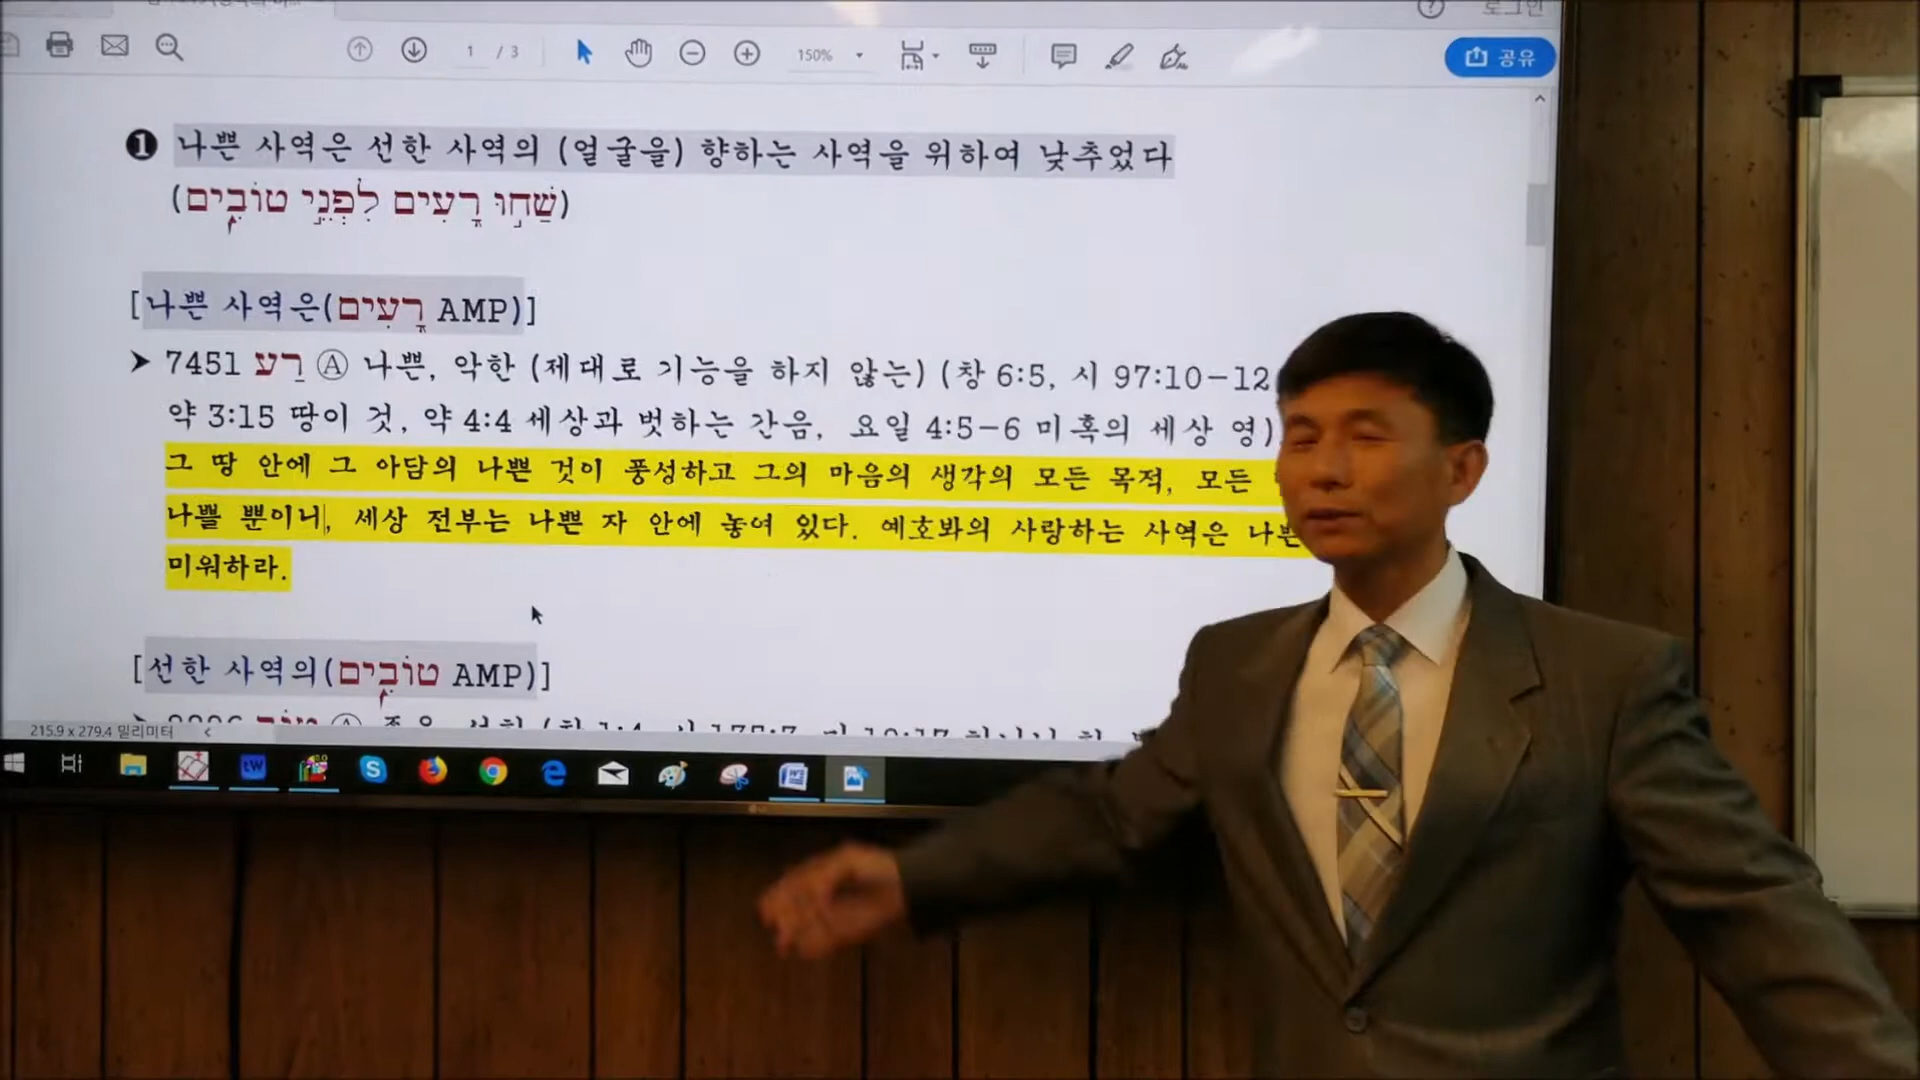 로그인
1 / 3
150%
공유
❶ 나쁜 사역은 선한 사역의 (얼굴을) 향하는 사역을 위하여 낮추었다
(שַׁח֣וּ רָ֭עִים לִפְנֵ֣י טוֹבִ֑ים)
[나쁜 사역은(רָ֭עִים AMP)]
➤ 7451 רַע Ⓐ 나쁜, 악한 (제대로 기능을 하지 않는) (창 6:5, 시 97:10-12
약 3:15 땅이 것, 약 4:4 세상과 벗하는 간음, 요일 4:5-6 미혹의 세상 영)
그 땅 안에 그 아담의 나쁜 것이 풍성하고 그의 마음의 생각의 모든 목적, 모든
나쁠 뿐이니, 세상 전부는 나쁜 자 안에 놓여 있다. 예호봐의 사랑하는 사역은 나쁜
미워하라.
[선한 사역의(טוֹבִ֑ים AMP)]
215.9 x 279.4 밀리미터